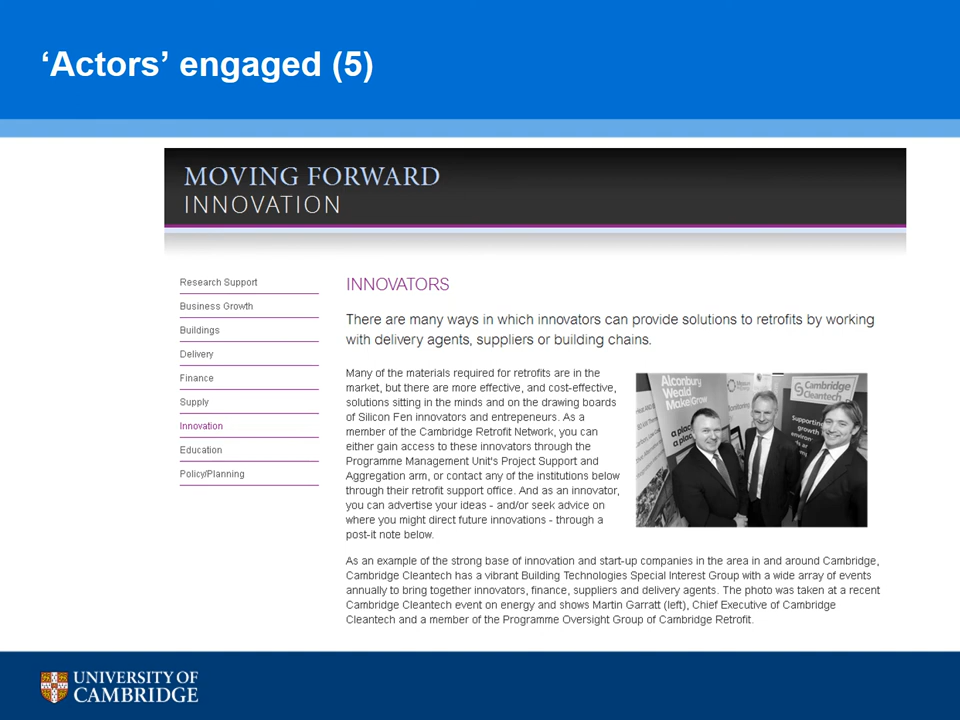 ‘Actors’ engaged (5)
MOVING FORWARD
INNOVATION
Research Support
Business Growth
Buildings
Delivery
Finance
Supply
Innovation
Education
Policy/Planning
INNOVATORS
There are many ways in which innovators can provide solutions to retrofits by working
with delivery agents, suppliers or building chains.
Many of the materials required for retrofits are in the
market, but there are more effective, and cost-effective,
solutions sitting in the minds and on the drawing boards
of Silicon Fen innovators and entrepeneurs. As a
member of the Cambridge Retrofit Network, you can
either gain access to these innovators through the
Programme Management Unit's Project Support and
Aggregation arm, or contact any of the institutions below
through their retrofit support office. And as an innovator,
you can advertise your ideas - and/or seek advice on
where you might direct future innovations - through a
post-it note below.
Alconbury
Weald
Cambridge
Cleantech
Supporting
growth
As an example of the strong base of innovation and start-up companies in the area in and around Cambridge,
Cambridge Cleantech has a vibrant Building Technologies Special Interest Group with a wide array of events
annually to bring together innovators, finance, suppliers and delivery agents. The photo was taken at a recent
Cambridge Cleantech event on energy and shows Martin Garratt (left), Chief Executive of Cambridge
Cleantech and a member of the Programme Oversight Group of Cambridge Retrofit.
UNIVERSITY OF
CAMBRIDGE